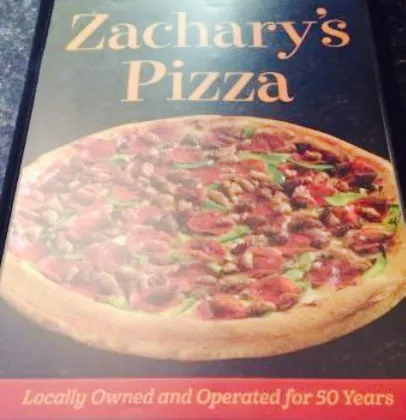 Zachary's
Pizza
Locally Owned and Operated for 50 Years